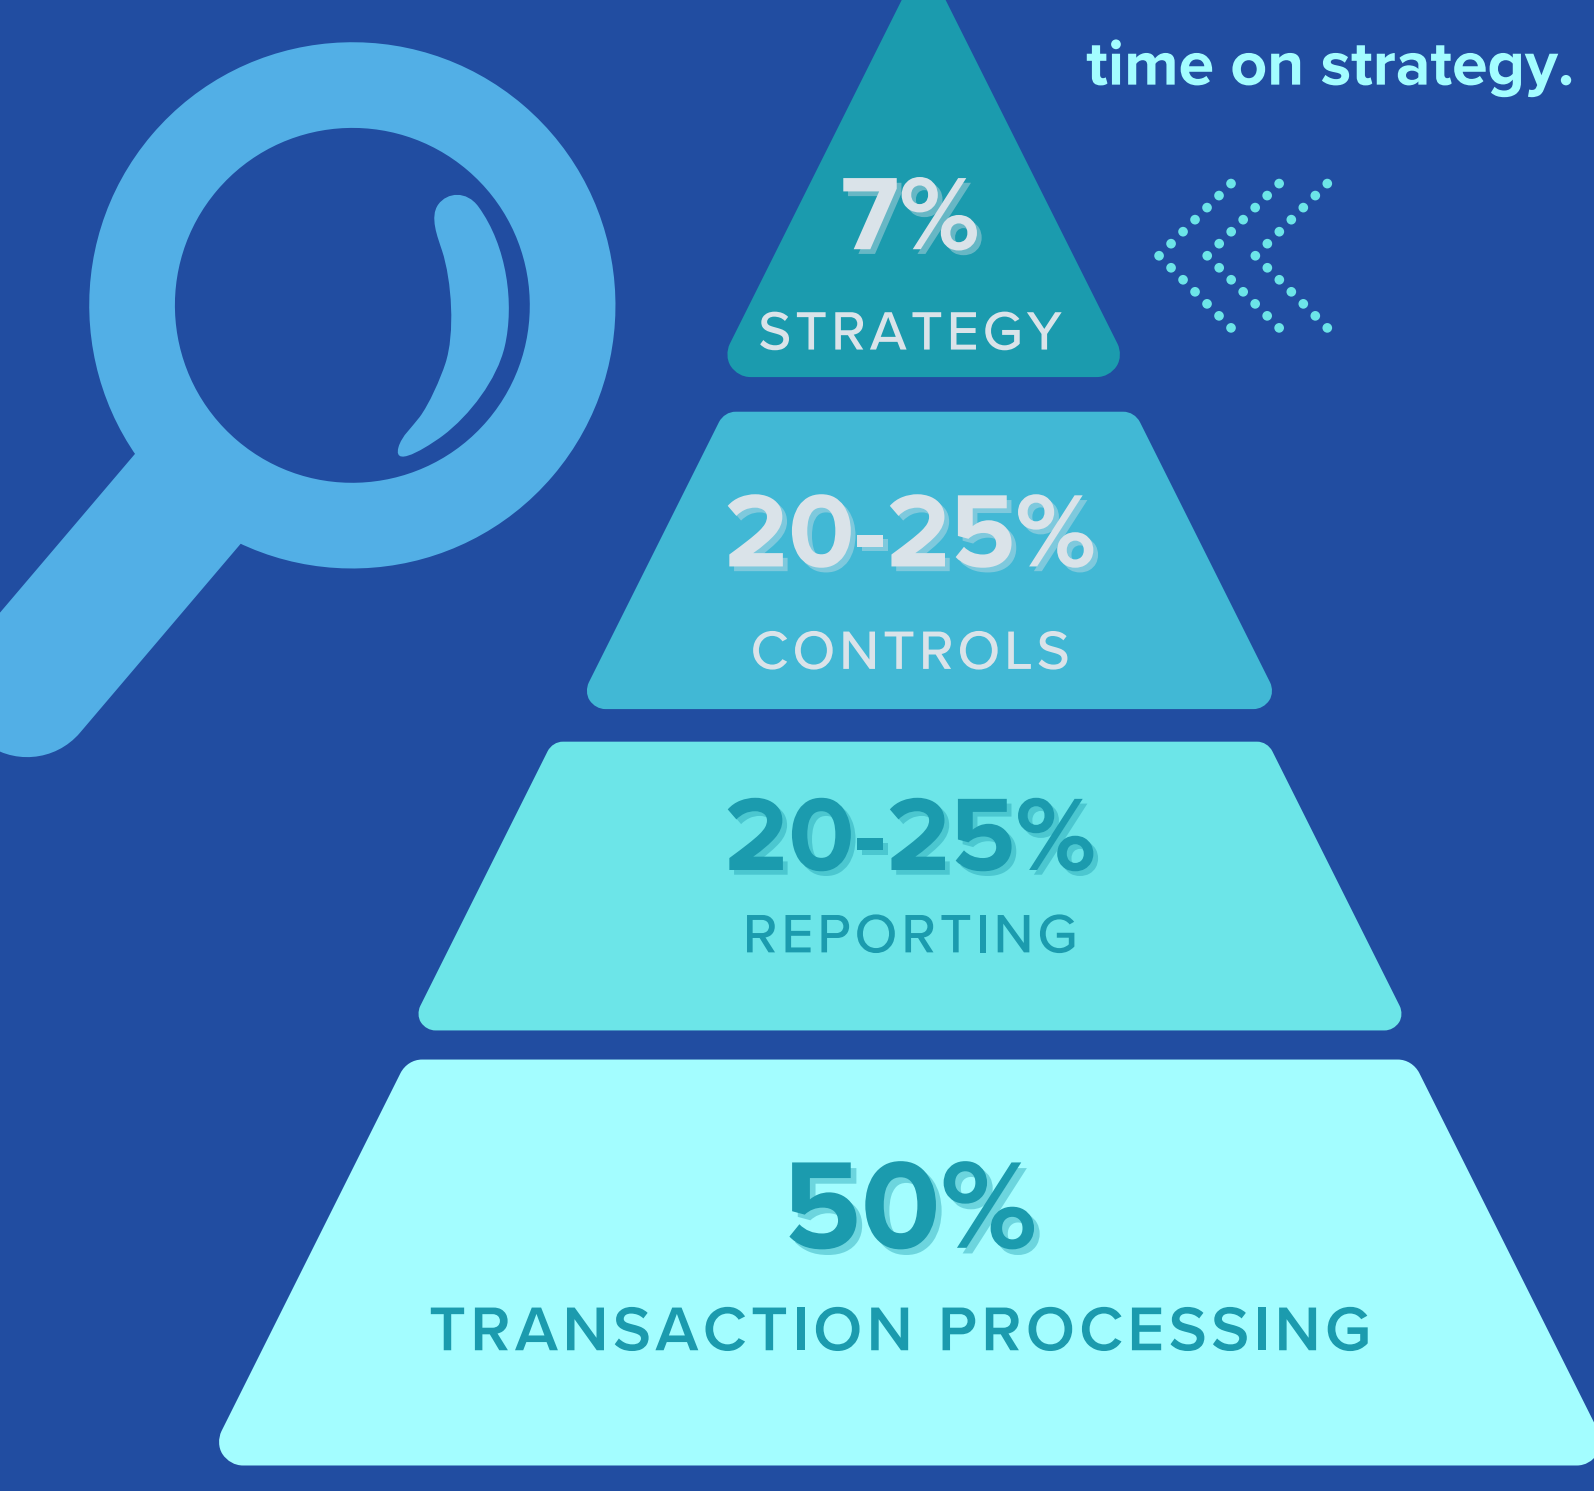 time on strategy.
7%
STRATEGY
20-25%
CONTROLS
20-25%
REPORTING
50%
TRANSACTION PROCESSING